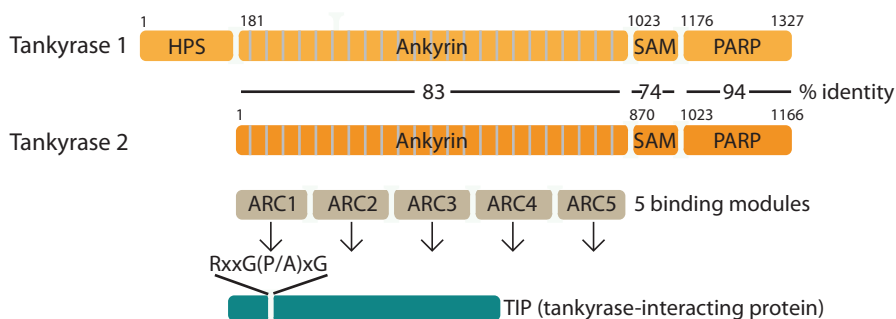 1 181 1023 1176 1327
Tankyrase 1 HPS Ankyrin SAM PARP
83 74 94 % identity
1 870 1023 1166
Tankyrase 2 Ankyrin SAM PARP
ARC1 ARC2 ARC3 ARC4 ARC5 5 binding modules
RxxG(P/A)xG
TIP (tankyrase-interacting protein)